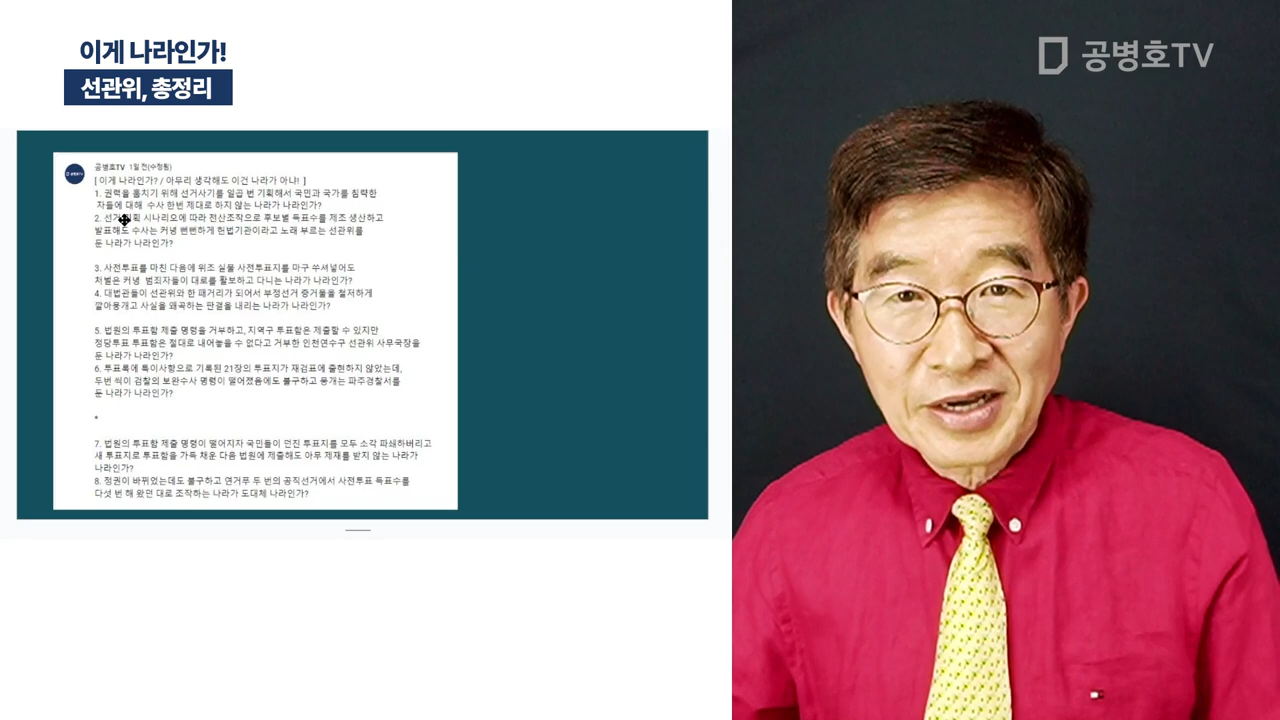 이게 나라인가!
선관위, 총정리
공병호TV
공병호TV 1일 전(수정됨)
[ 이게 나라인가? / 아무리 생각해도 이건 나라가 아냐! ]
1. 권력을 훔치기 위해 선거사기를 일곱 번 기획해서 국민과 국가를 침략한
자들에 대해 수사 한번 제대로 하지 않는 나라가 나라인가?
2. 선거 획 시나리오에 따라 전산조작으로 후보별 득표수를 제조 생산하고
발표해도 수사는 커녕 뻔뻔하게 헌법기관이라고 노래 부르는 선관위를
둔 나라가 나라인가?
3. 사전투표를 마친 다음에 위조 실물 사전투표지를 마구 쑤셔넣어도
처벌은 커녕 범죄자들이 대로를 활보하고 다니는 나라가 나라인가?
4. 대법관들이 선관위와 한 패거리가 되어서 부정선거 증거물을 철저하게
깔아뭉개고 사실을 왜곡하는 판결을 내리는 나라가 나라인가?
5. 법원의 투표함 제출 명령을 거부하고, 지역구 투표함은 제출할 수 있지만
정당투표 투표함은 절대로 내어놓을 수 없다고 거부한 인천연수구 선관위 사무국장을
둔 나라가 나라인가?
6. 투표록에 특이사항으로 기록된 21장의 투표지가 재검표에 출현하지 않았는데,
두번 씩이 검찰의 보완수사 명령이 떨어졌음에도 불구하고 뭉개는 파주경찰서를
둔 나라가 나라인가?
*
7. 법원의 투표함 제출 명령이 떨어지자 국민들이 던진 투표지를 모두 소각 파쇄하버리고
새 투표지로 투표함을 가득 채운 다음 법원에 제출해도 아무 제재를 받지 않는 나라가
나라인가?
8. 정권이 바뀌었는데도 불구하고 연거푸 두 번의 공직선거에서 사전투표 득표수를
다섯 번 해 왔던 대로 조작하는 나라가 도대체 나라인가?